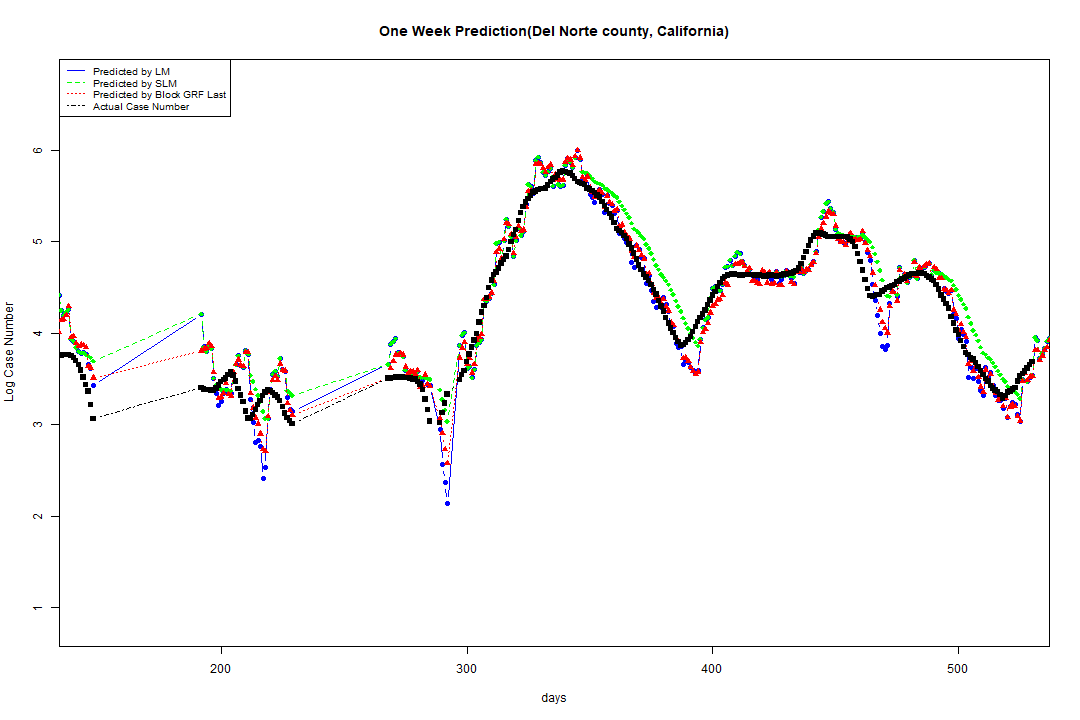 One Week Prediction(Del Norte county, California)
Predicted by LM
Predicted by SLM
Predicted by Block GRF Last
Actual Case Number
6
5
4
3
2
1
Log Case Number
200 300 400 500
days